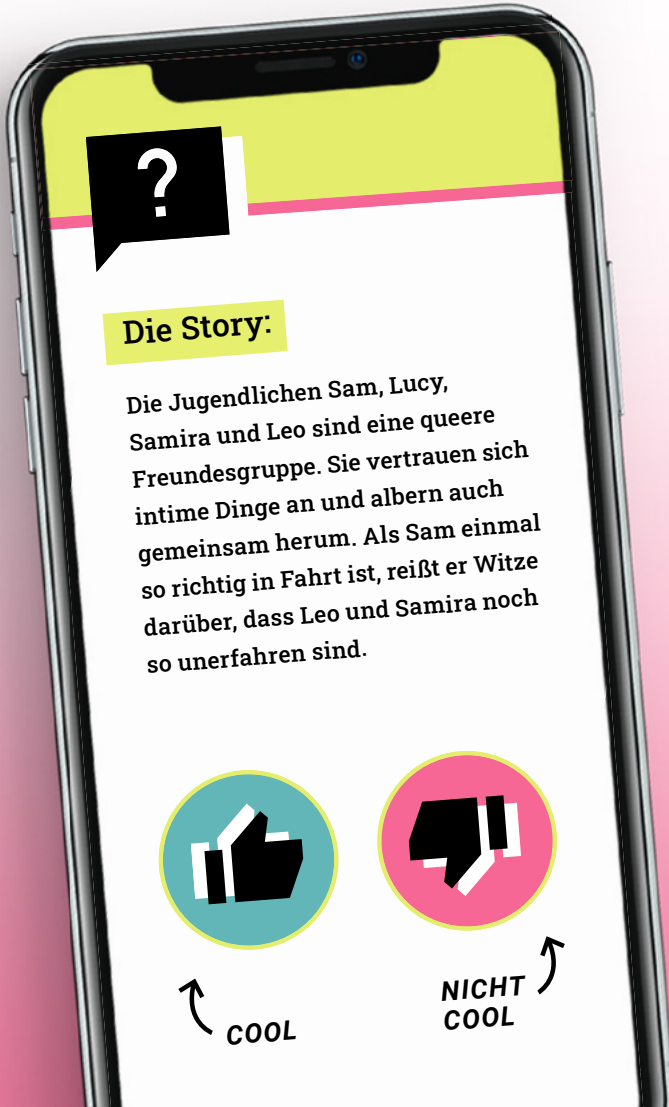 ?
Die Story:
Die Jugendlichen Sam, Lucy,
Samira und Leo sind eine queere
Freundesgruppe. Sie vertrauen sich
intime Dinge an und albern auch
gemeinsam herum. Als Sam einmal
so richtig in Fahrt ist, reißt er Witze
darüber, dass Leo und Samira noch
so unerfahren sind.
COOL
NICHT
COOL